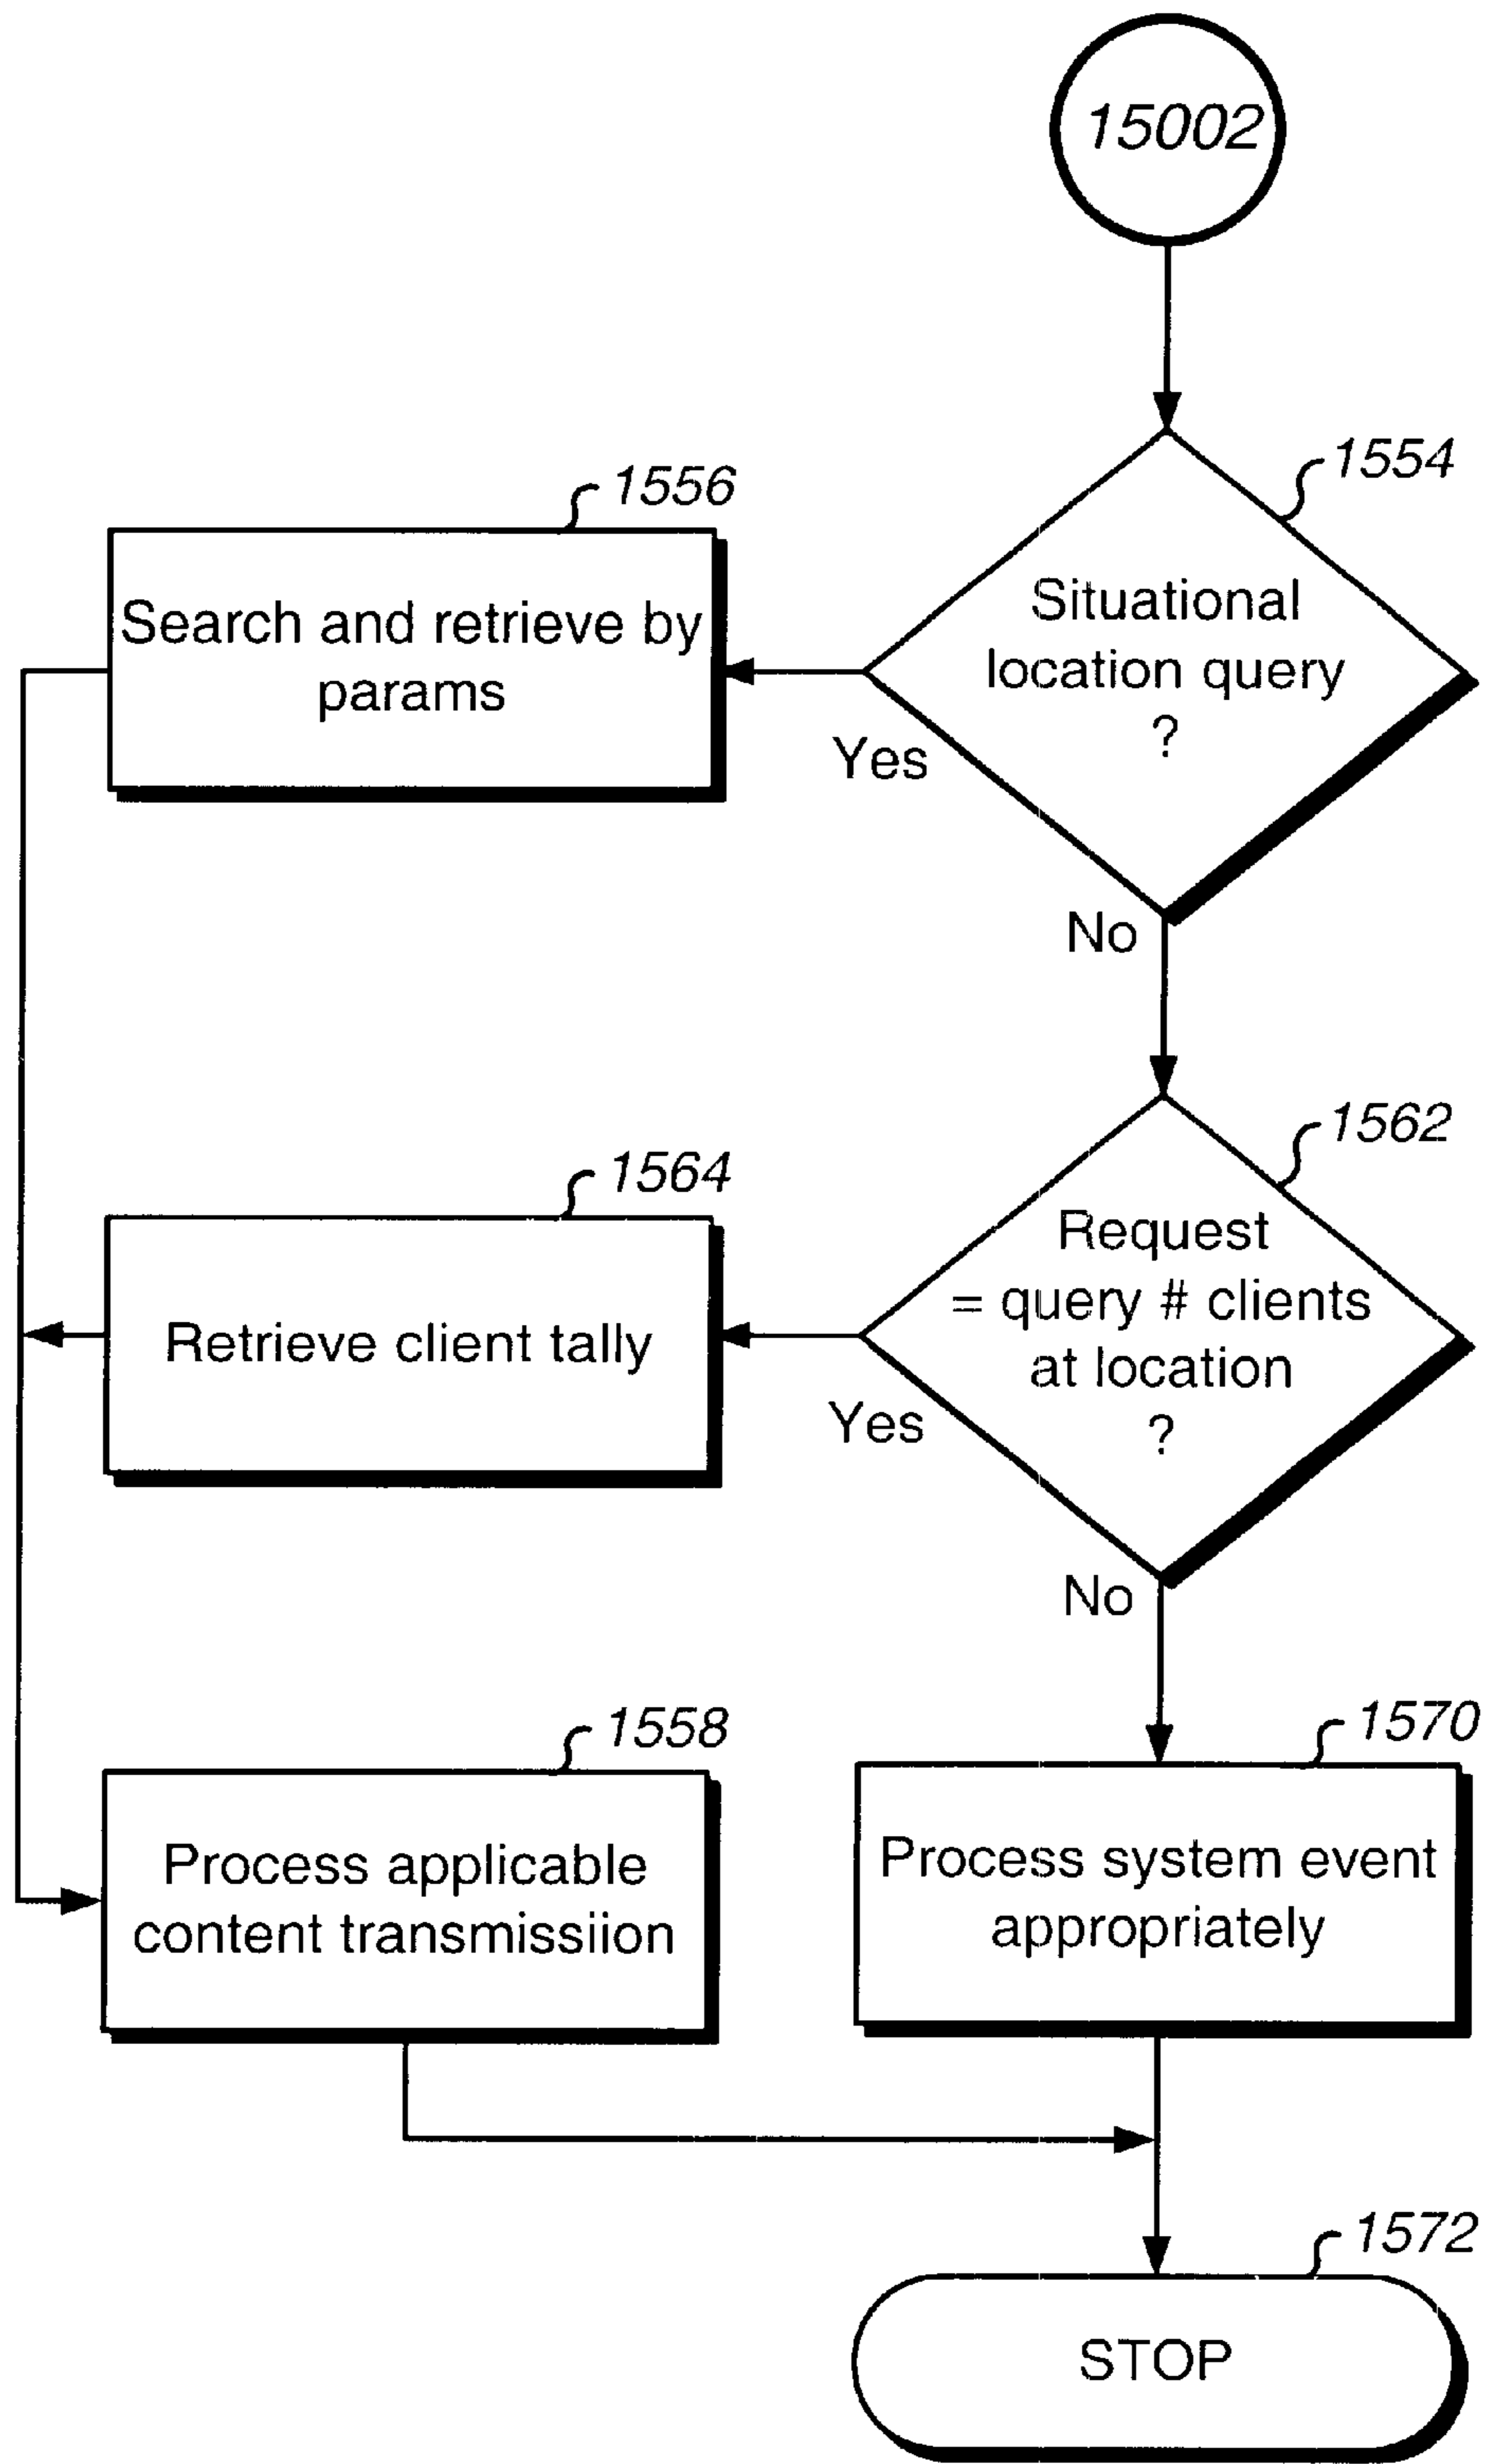 15002
1554
Situational
location query
?
Yes
No
1556
Search and retrieve by
params
1562
Request
= query # clients
at location
?
Yes
No
1564
Retrieve client tally
1558
Process applicable
content transmissiion
1570
Process system event
appropriately
1572
STOP